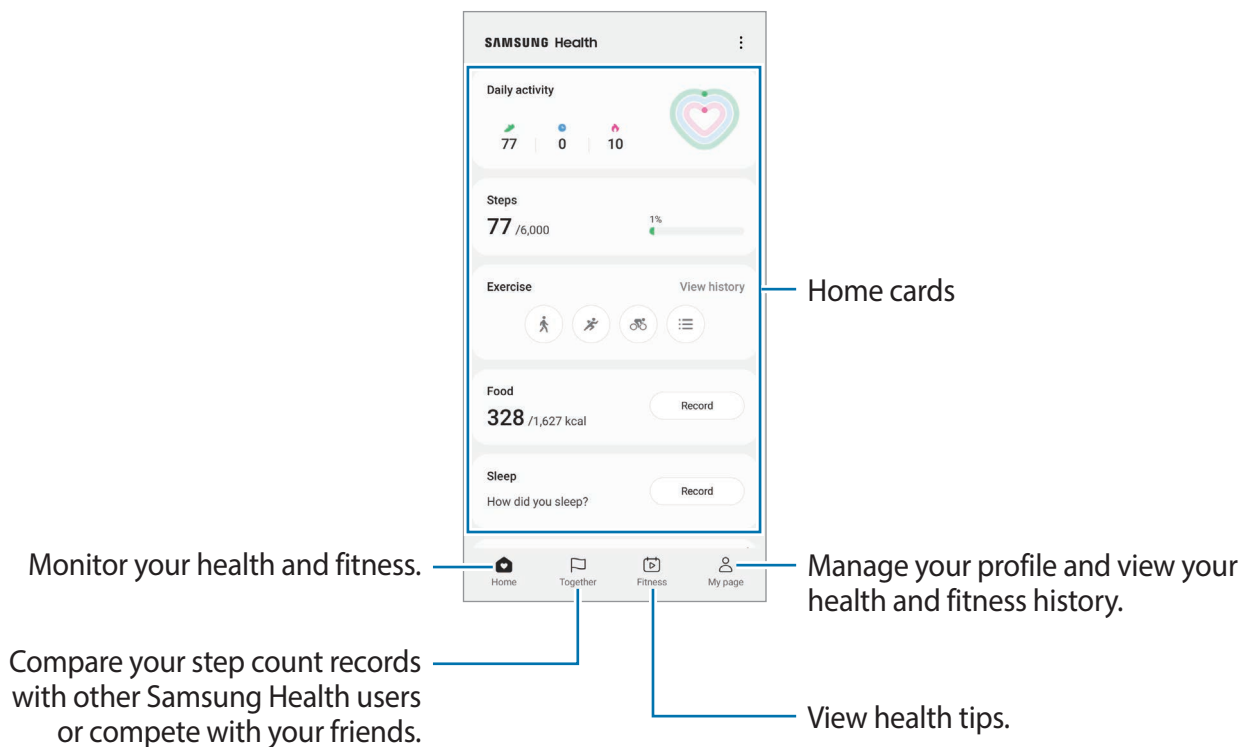 SAMSUNG Health
Daily activity
77
0
10
Steps
77 /6,000
1%
Exercise
View history
Home cards
Food
328 /1,627 kcal
Record
Sleep
How did you sleep?
Record
Home
Together
Fitness
My page
Monitor your health and fitness.
Manage your profile and view your
health and fitness history.
Compare your step count records
with other Samsung Health users
or compete with your friends.
View health tips.